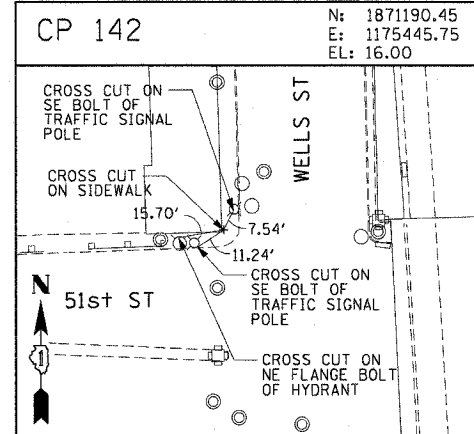 CP 142
N: 1871190.45
E: 1175445.75
EL: 16.00
CROSS CUT ON
SE BOLT OF
TRAFFIC SIGNAL
POLE
WELLS ST
CROSS CUT
ON SIDEWALK
15.70'
7.54'
11.24'
CROSS CUT ON
SE BOLT OF
TRAFFIC SIGNAL
POLE
N
51st ST
1
CROSS CUT ON
NE FLANGE BOLT
OF HYDRANT